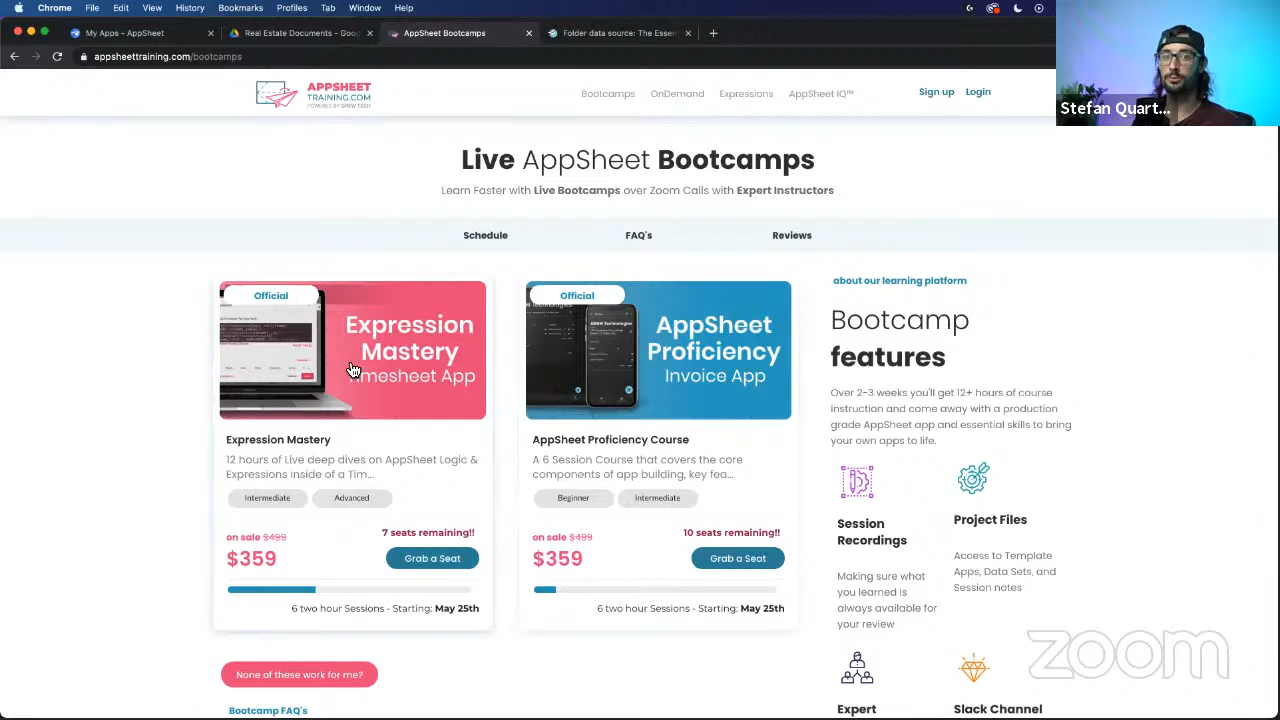 Chrome File Edit View History Bookmarks Profiles Tab Window Help
My Apps - AppSheet
Real Estate Documents - Goo
AppSheet Bootcamps
Folder data source: The Essen
appsheettraining.com/bootcamps
APPSHEET
TRAINING.COM
POWERED BY GREW TECH
Bootcamps OnDemand Expressions AppSheet IQ™
Sign up Login
Stefan Quart...
Live AppSheet Bootcamps
Learn Faster with Live Bootcamps over Zoom Calls with Expert Instructors
Schedule FAQ's Reviews
Official
Expression
Mastery
mesheet App
Expression Mastery
12 hours of Live deep dives on AppSheet Logic &
Expressions inside of a Tim...
Intermediate Advanced
on sale $499
7 seats remaining!!
$359
Grab a Seat
6 two hour Sessions - Starting: May 25th
Official
AppSheet
Proficiency
Invoice App
AppSheet Proficiency Course
A 6 Session Course that covers the core
components of app building, key fea...
Beginner Intermediate
on sale $499
10 seats remaining!!
$359
Grab a Seat
6 two hour Sessions - Starting: May 25th
None of these work for me?
Bootcamp FAQ's
about our learning platform
Bootcamp
features
Over 2-3 weeks you'll get 12+ hours of course
instruction and come away with a production
grade AppSheet app and essential skills to bring
your own apps to life.
Session
Recordings
Making sure what
you learned is
always available for
your review
Project Files
Access to Template
Apps, Data Sets, and
Session notes
Expert
Slack Channel
zoom